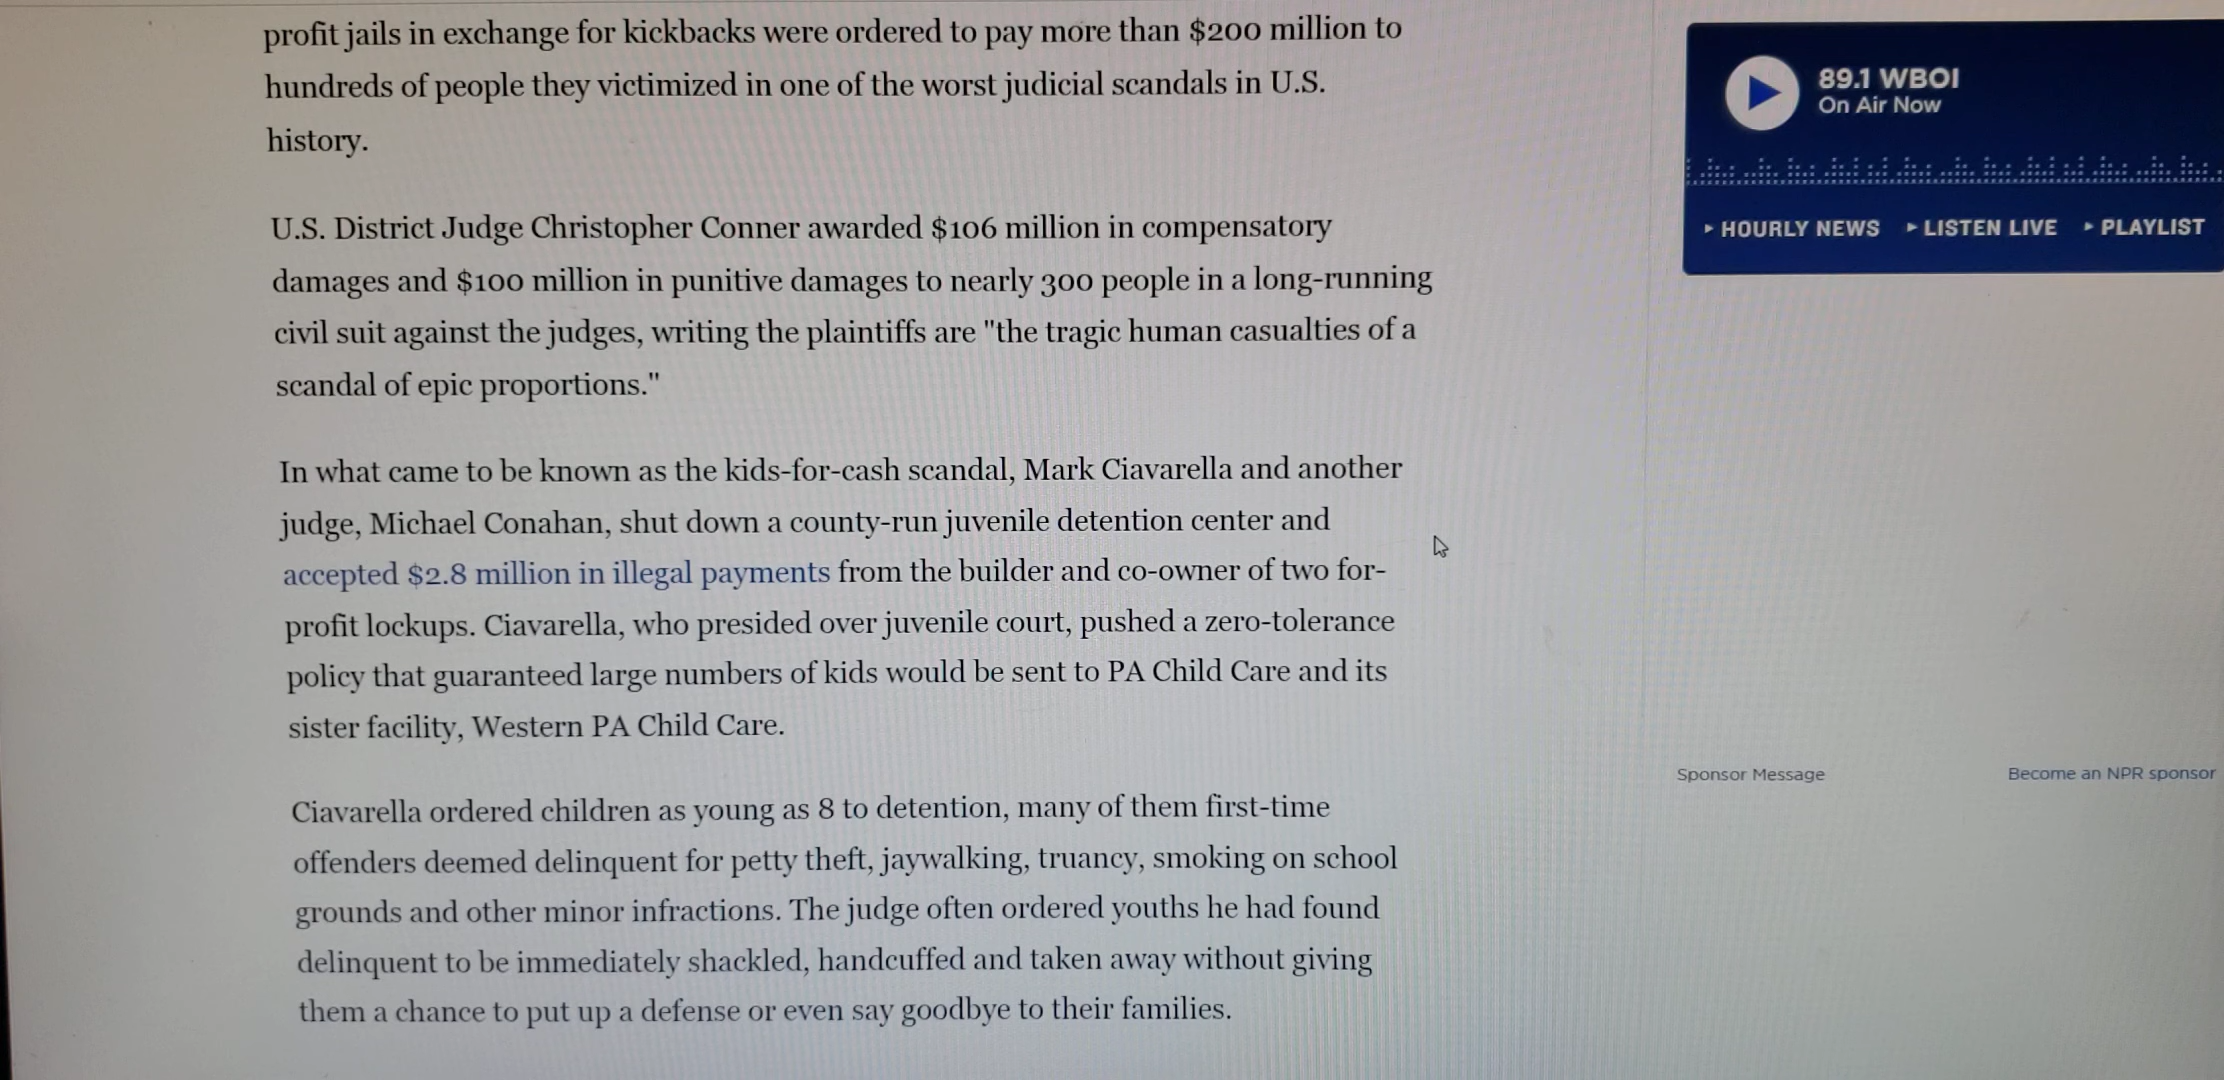 profit jails in exchange for kickbacks were ordered to pay more than $200 million to
hundreds of people they victimized in one of the worst judicial scandals in U.S.
history.
U.S. District Judge Christopher Conner awarded $106 million in compensatory
damages and $100 million in punitive damages to nearly 300 people in a long-running
civil suit against the judges, writing the plaintiffs are "the tragic human casualties of a
scandal of epic proportions."
In what came to be known as the kids-for-cash scandal, Mark Ciavarella and another
judge, Michael Conahan, shut down a county-run juvenile detention center and
accepted $2.8 million in illegal payments from the builder and co-owner of two for-
profit lockups. Ciavarella, who presided over juvenile court, pushed a zero-tolerance
policy that guaranteed large numbers of kids would be sent to PA Child Care and its
sister facility, Western PA Child Care.
Ciavarella ordered children as young as 8 to detention, many of them first-time
offenders deemed delinquent for petty theft, jaywalking, truancy, smoking on school
grounds and other minor infractions. The judge often ordered youths he had found
delinquent to be immediately shackled, handcuffed and taken away without giving
them a chance to put up a defense or even say goodbye to their families.
89.1 WBOI
On Air Now
HOURLY NEWS LISTEN LIVE PLAYLIST
Sponsor Message Become an NPR sponsor